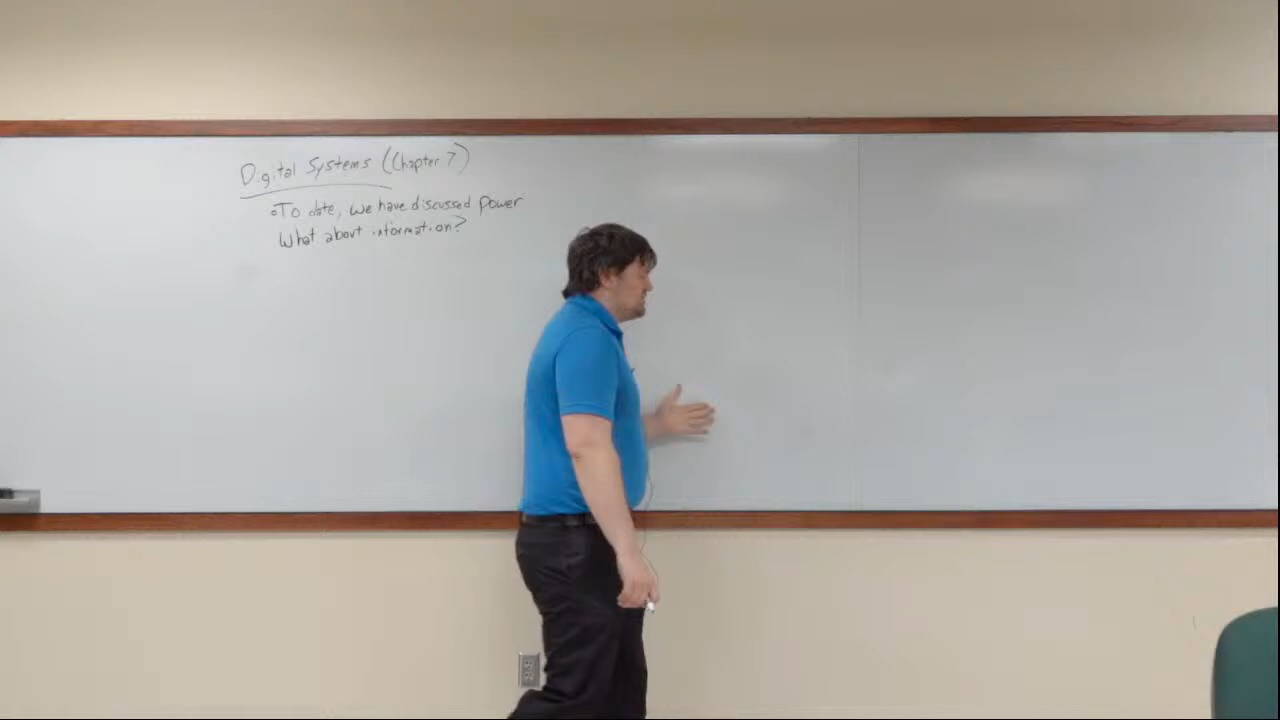 Digital Systems (Chapter 7)
To date, we have discussed power
What about information?